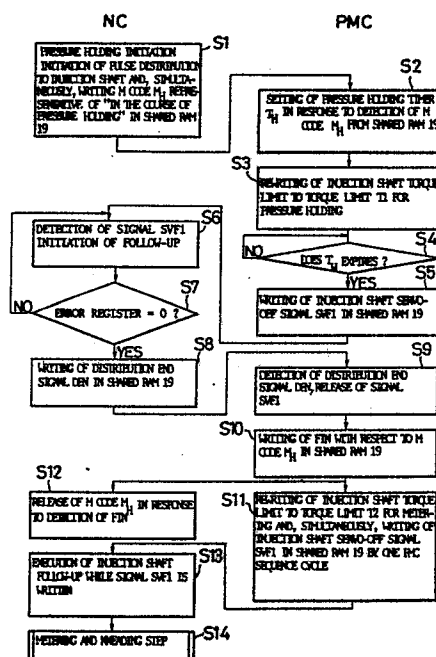 NC
PMC
S1
PRESSURE HOLDING INITIATION
INITIATION OF PULSE DISTRIBUTION
TO INJECTION SHAFT AND, SIMULTA-
NEOUSLY, WRITING M CODE MH REPRE-
SENTATIVE OF "IN THE COURSE OF
PRESSURE HOLDING" IN SHARED RAM
19
S2
SETTING OF PRESSURE HOLDING TIMER
TH IN RESPONSE TO DETECTION OF M
CODE MH FROM SHARED RAM 19
S3
REWRITING OF INJECTION SHAFT TORQUE
LIMIT TO TORQUE LIMIT T1 FOR
PRESSURE HOLDING
S4
NO
DOES TH EXPIRES ?
YES
S5
WRITING OF INJECTION SHAFT SERVO-
OFF SIGNAL SVF1 IN SHARED RAM 19
S6
DETECTION OF SIGNAL SVF1
INITIATION OF FOLLOW-UP
S7
NO
ERROR REGISTER = 0 ?
YES
S8
WRITING OF DISTRIBUTION END
SIGNAL DEN IN SHARED RAM 19
S9
DETECTION OF DISTRIBUTION END
SIGNAL DEN, RELEASE OF SIGNAL
SVF1
S10
WRITING OF FIN WITH RESPECT TO M
CODE MH IN SHARED RAM 19
S12
RELEASE OF M CODE MH IN RESPONSE
TO DETECTION OF FIN
S11
REWRITING OF INJECTION SHAFT TORQUE
LIMIT TO TORQUE LIMIT T2 FOR METER-
ING AND, SIMULTANEOUSLY, WRITING OF
INJECTION SHAFT SERVO-OFF SIGNAL
SVF1 IN SHARED RAM 19 BY ONE PMC
SEQUENCE CYCLE
S13
EXECUTION OF INJECTION SHAFT
FOLLOW-UP WHILE SIGNAL SVF1 IS
WRITTEN
S14
METERING AND KNEADING STEP